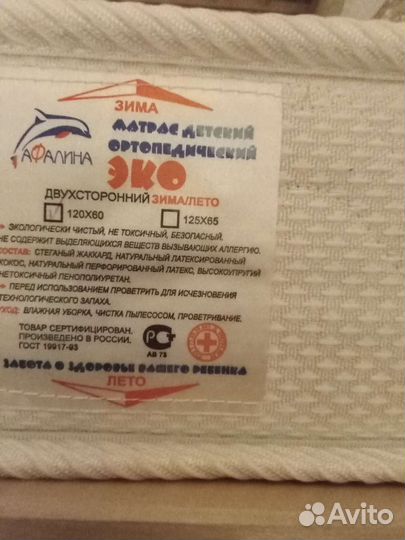 ЗИМА
МАТРАС ДЕТСКИЙ
ОРТОПЕДИЧЕСКИЙ
АФАЛИНА
ЭКО
ДВУХСТОРОННИЙ ЗИМА/ЛЕТО
120Х60 125Х65
ЭКОЛОГИЧЕСКИ ЧИСТЫЙ, НЕ ТОКСИЧНЫЙ, БЕЗОПАСНЫЙ.
НЕ СОДЕРЖИТ ВЫДЕЛЯЮЩИХСЯ ВЕЩЕСТВ ВЫЗЫВАЮЩИХ АЛЛЕРГИЮ.
СОСТАВ: СТЕГАНЫЙ ЖАККАРД, НАТУРАЛЬНЫЙ ЛАТЕКСИРОВАННЫЙ
КОКОС, НАТУРАЛЬНЫЙ ПЕРФОРИРОВАННЫЙ ЛАТЕКС, ВЫСОКОУПРУГИЙ
НЕТОКСИЧНЫЙ ПЕНОПОЛИУРЕТАН.
ПЕРЕД ИСПОЛЬЗОВАНИЕМ ПРОВЕТРИТЬ ДЛЯ ИСЧЕЗНОВЕНИЯ
ТЕХНОЛОГИЧЕСКОГО ЗАПАХА.
УХОД: ВЛАЖНАЯ УБОРКА, ЧИСТКА ПЫЛЕСОСОМ, ПРОВЕТРИВАНИЕ.
ТОВАР СЕРТИФИЦИРОВАН.
ПРОИЗВЕДЕНО В РОССИИ.
ГОСТ 19917-93
АВ 73
ЗАБОТА О ЗДОРОВЬЕ ВАШЕГО РЕБЕНКА
ЛЕТО
Avito